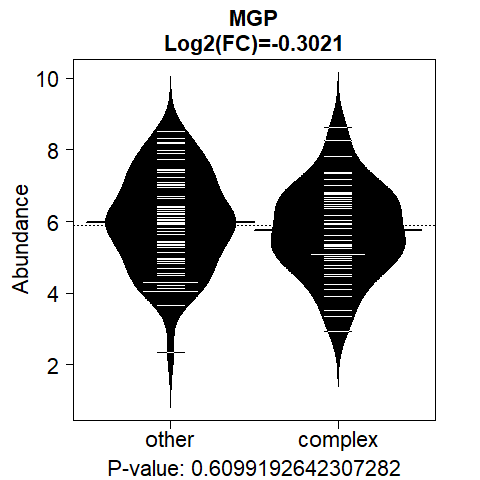 MGP
Log2(FC)=-0.3021
Abundance
10
8
6
4
2
other complex
P-value: 0.6099192642307282